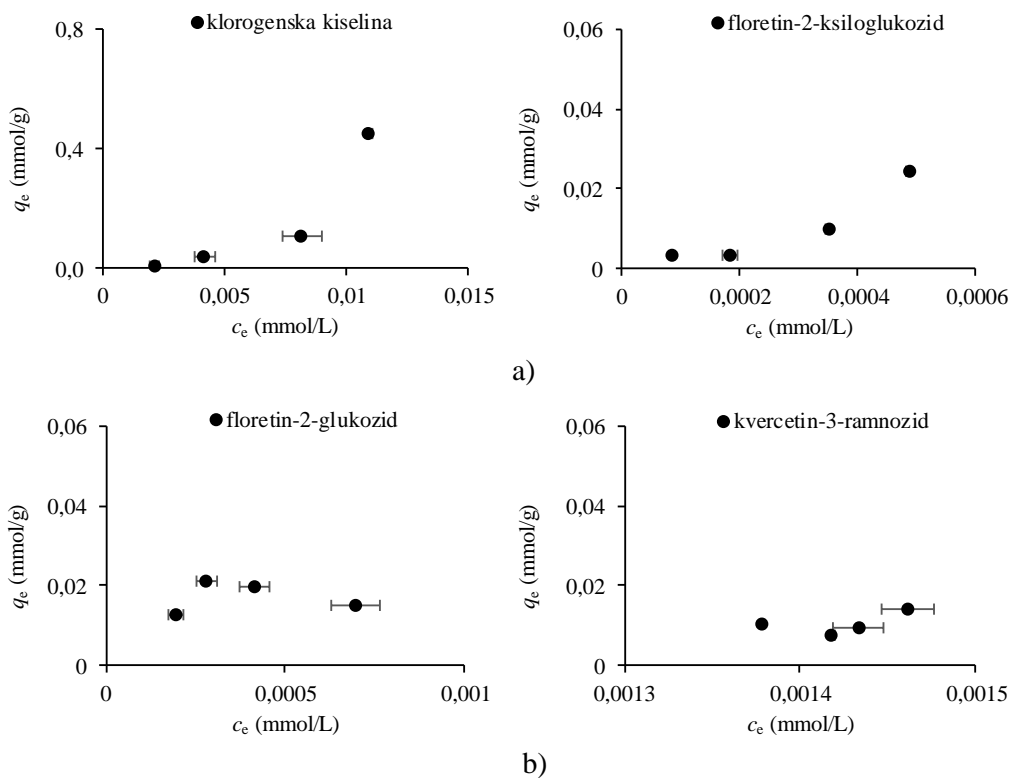 klorogenska kiselina
0,8
0,4
0,0
0
0,005
0,01
0,015
qe (mmol/g)
ce (mmol/L)
floretin-2-ksiloglukozid
0,06
0,04
0,02
0
0
0,0002
0,0004
0,0006
qe (mmol/g)
ce (mmol/L)
a)
floretin-2-glukozid
0,06
0,04
0,02
0
0
0,0005
0,001
qe (mmol/g)
ce (mmol/L)
kvercetin-3-ramnozid
0,06
0,04
0,02
0
0,0013
0,0014
0,0015
qe (mmol/g)
ce (mmol/L)
b)